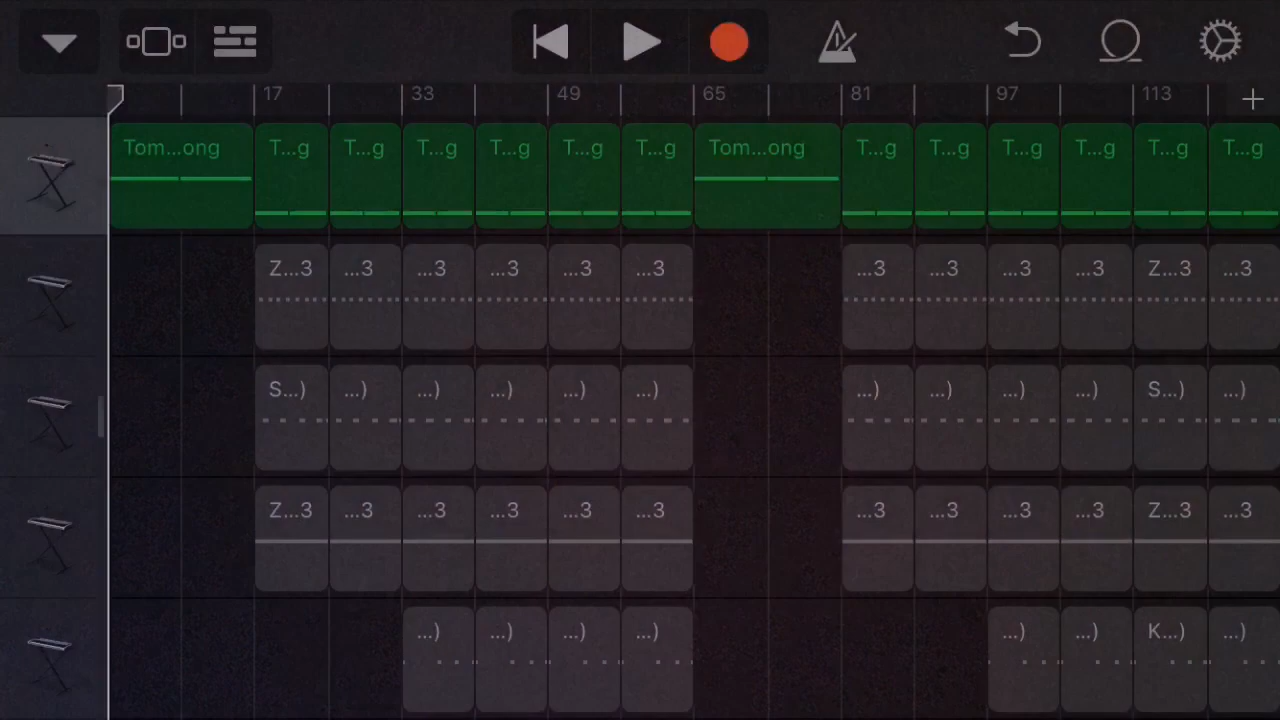 17 33 49 65 81 97 113
Tom...ong T...g T...g T...g T...g T...g T...g Tom...ong T...g T...g T...g T...g T...g T...g
Z...3 ...3 ...3 ...3 ...3 ...3 ...3 ...3 ...3 ...3 Z...3 ...3
S...) ...) ...) ...) ...) ...) ...) ...) ...) ...) S...) ...)
Z...3 ...3 ...3 ...3 ...3 ...3 ...3 ...3 ...3 ...3 Z...3 ...3
...) ...) ...) ...) ...) ...) K...) ...)